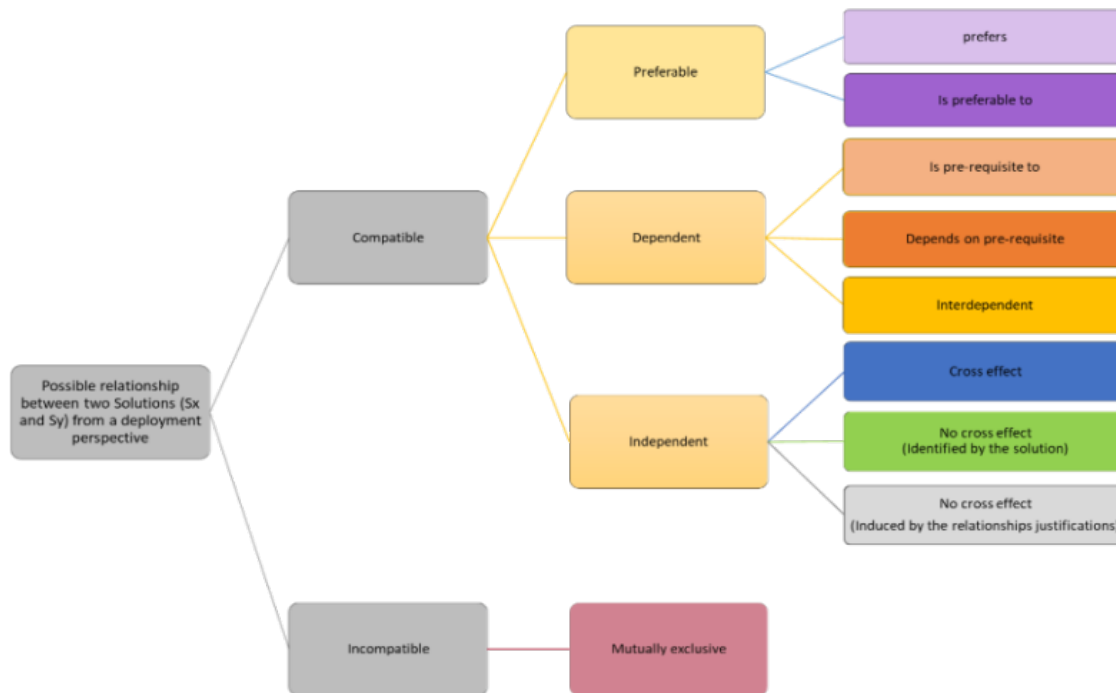 Possible relationship
between two Solutions (Sx
and Sy) from a deployment
perspective
Compatible
Incompatible
Preferable
Dependent
Independent
Mutually exclusive
prefers
Is preferable to
Is pre-requisite to
Depends on pre-requisite
Interdependent
Cross effect
No cross effect
(Identified by the solution)
No cross effect
(Induced by the relationships justifications)